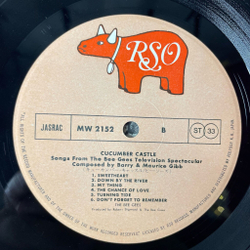 RSO
JASRAC
MW 2152
B
ST 33
CUCUMBER CASTLE
Songs From The Bee Gees Television Spectacular
Composed by Barry & Maurice Gibb
1. SWEETHEART
2. DOWN BY THE RIVER
3. MY THING
4. THE CHANCE OF LOVE
5. TURNING TIDE
6. DON'T FORGET TO REMEMBER